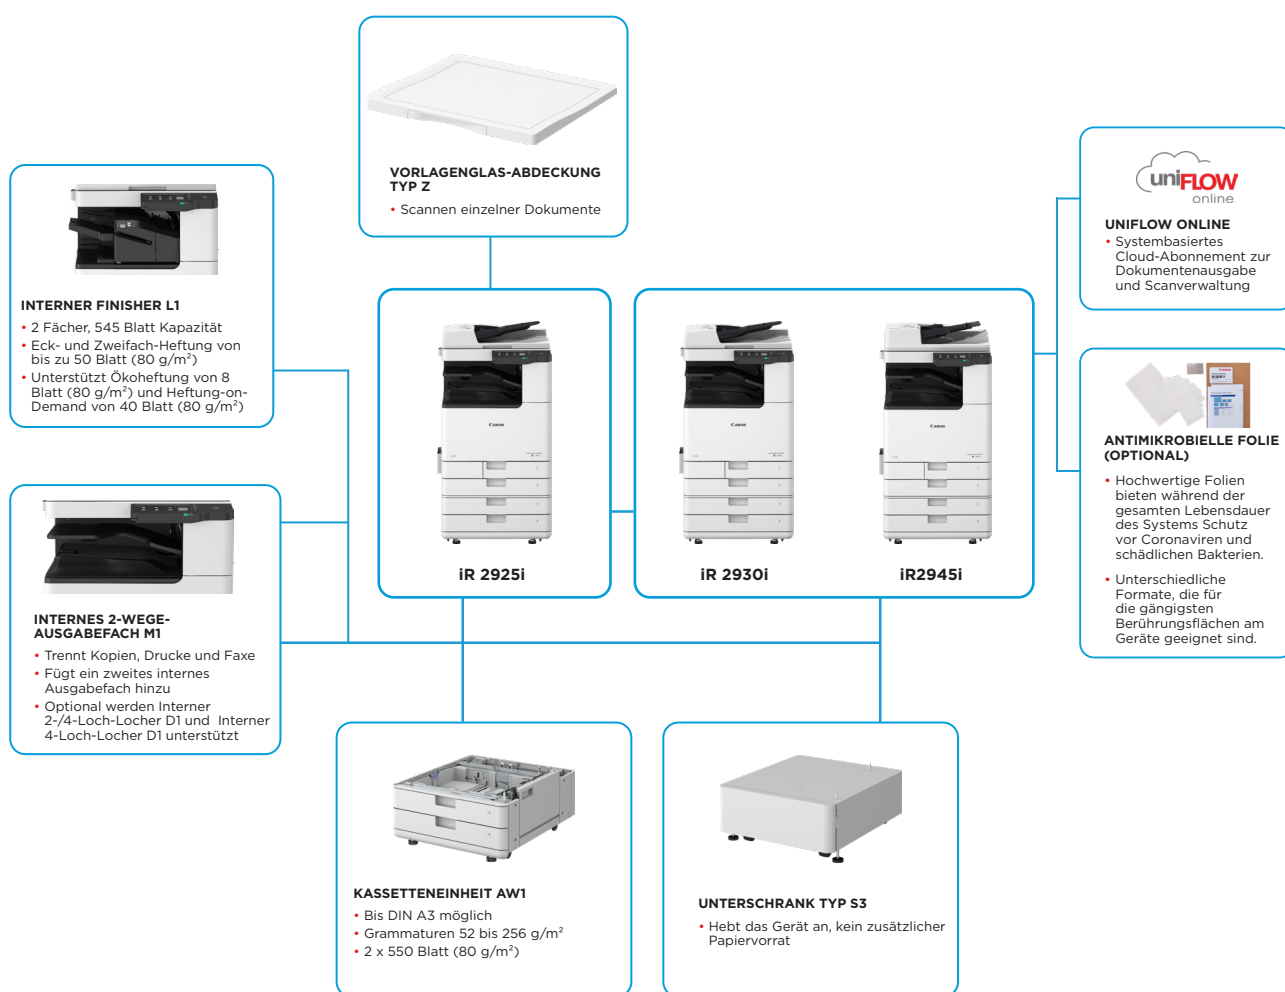 VORLAGENGLAS-ABDECKUNG
TYP Z
• Scannen einzelner Dokumente
INTERNER FINISHER L1
• 2 Fächer, 545 Blatt Kapazität
• Eck- und Zweifach-Heftung von
bis zu 50 Blatt (80 g/m²)
• Unterstützt Ökoheftung von 8
Blatt (80 g/m²) und Heftung-on-
Demand von 40 Blatt (80 g/m²)
INTERNES 2-WEGE-
AUSGABEFACH M1
• Trennt Kopien, Drucke und Faxe
• Fügt ein zweites internes
Ausgabefach hinzu
• Optional werden Interner
2-/4-Loch-Locher D1 und Interner
4-Loch-Locher D1 unterstützt
Canon
iR 2925i
Canon
iR 2930i
Canon
iR2945i
uniFLOW
online
UNIFLOW ONLINE
• Systembasiertes
Cloud-Abonnement zur
Dokumentenausgabe
und Scanverwaltung
Canon
ANTIMIKROBIELLE FOLIE
(OPTIONAL)
• Hochwertige Folien
bieten während der
gesamten Lebensdauer
des Systems Schutz
vor Coronaviren und
schädlichen Bakterien.
• Unterschiedliche
Formate, die für
die gängigsten
Berührungsflächen am
Geräte geeignet sind.
KASSETTENEINHEIT AW1
• Bis DIN A3 möglich
• Grammaturen 52 bis 256 g/m²
• 2 x 550 Blatt (80 g/m²)
UNTERSCHRANK TYP S3
• Hebt das Gerät an, kein zusätzlicher
Papiervorrat